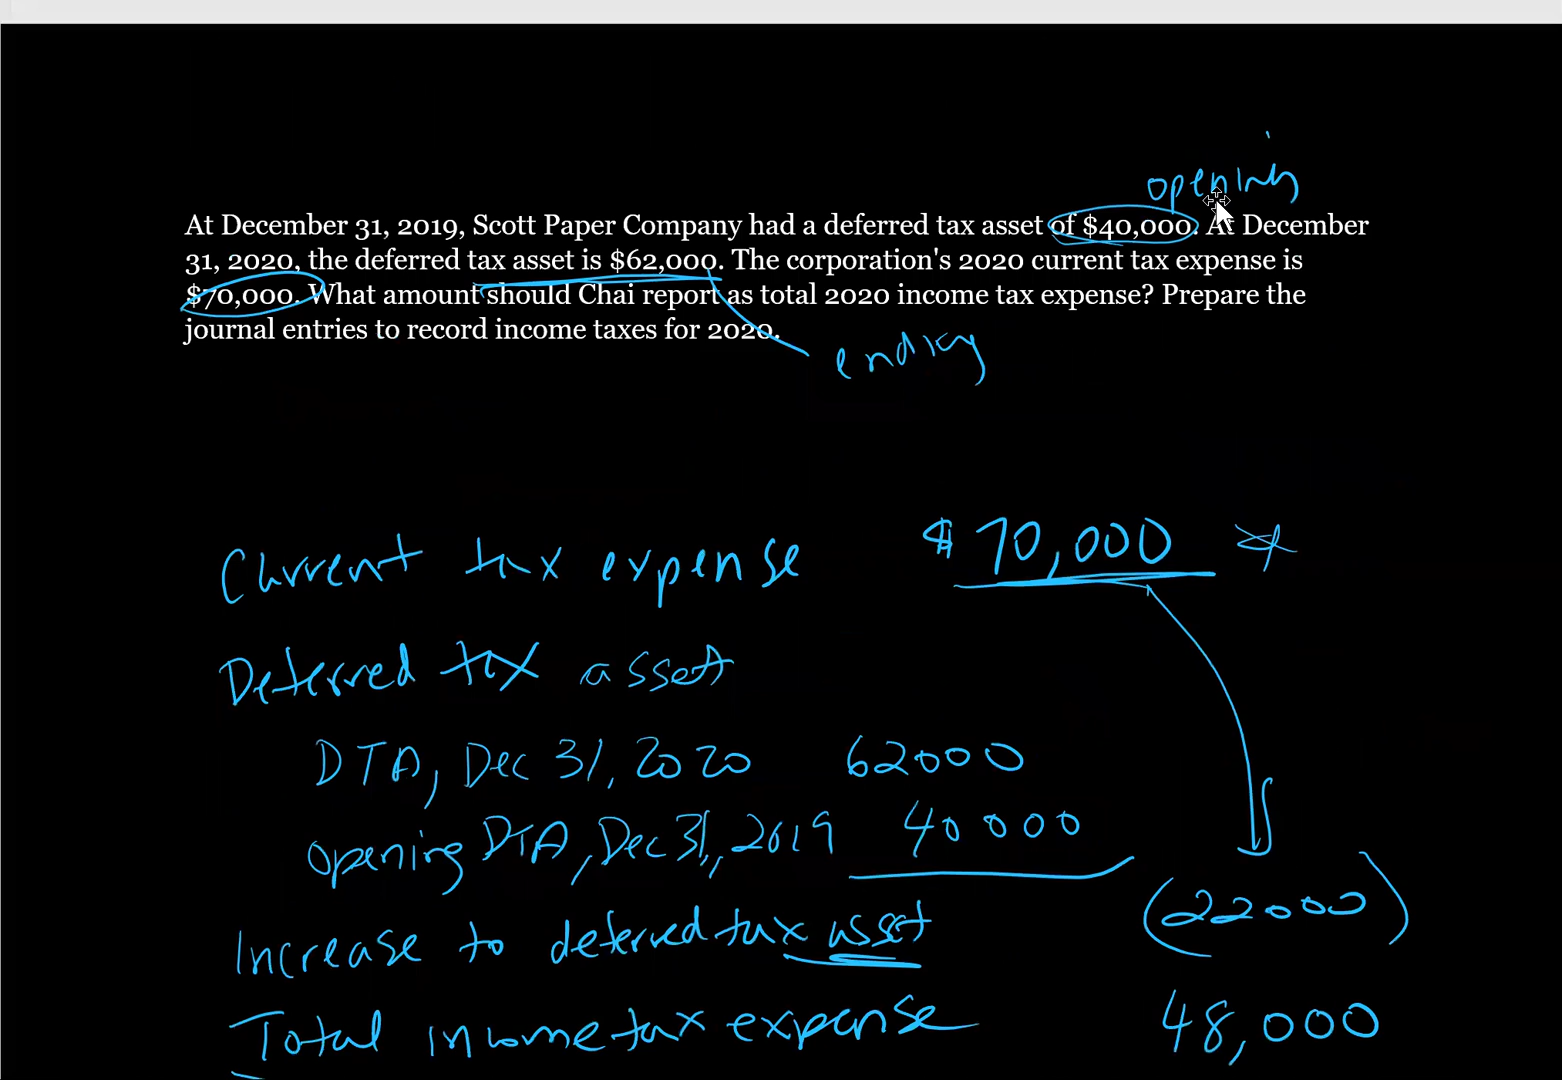 opening
At December 31, 2019, Scott Paper Company had a deferred tax asset of $40,000. At December
31, 2020, the deferred tax asset is $62,000. The corporation's 2020 current tax expense is
$70,000. What amount should Chai report as total 2020 income tax expense? Prepare the
journal entries to record income taxes for 2020.
ending
Current tax expense $70,000 *
Deferred tax asset
DTA, Dec 31, 2020 62000
opening DTA, Dec 31, 2019 40000
(22000)
Increase to deferred tax asset
Total income tax expense 48,000